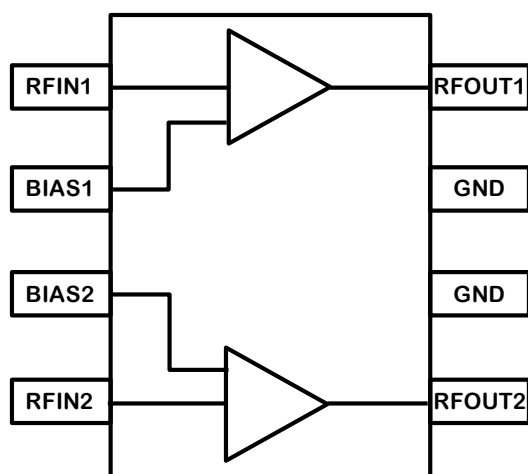 RFIN1
RFOUT1
BIAS1
GND
BIAS2
GND
RFIN2
RFOUT2